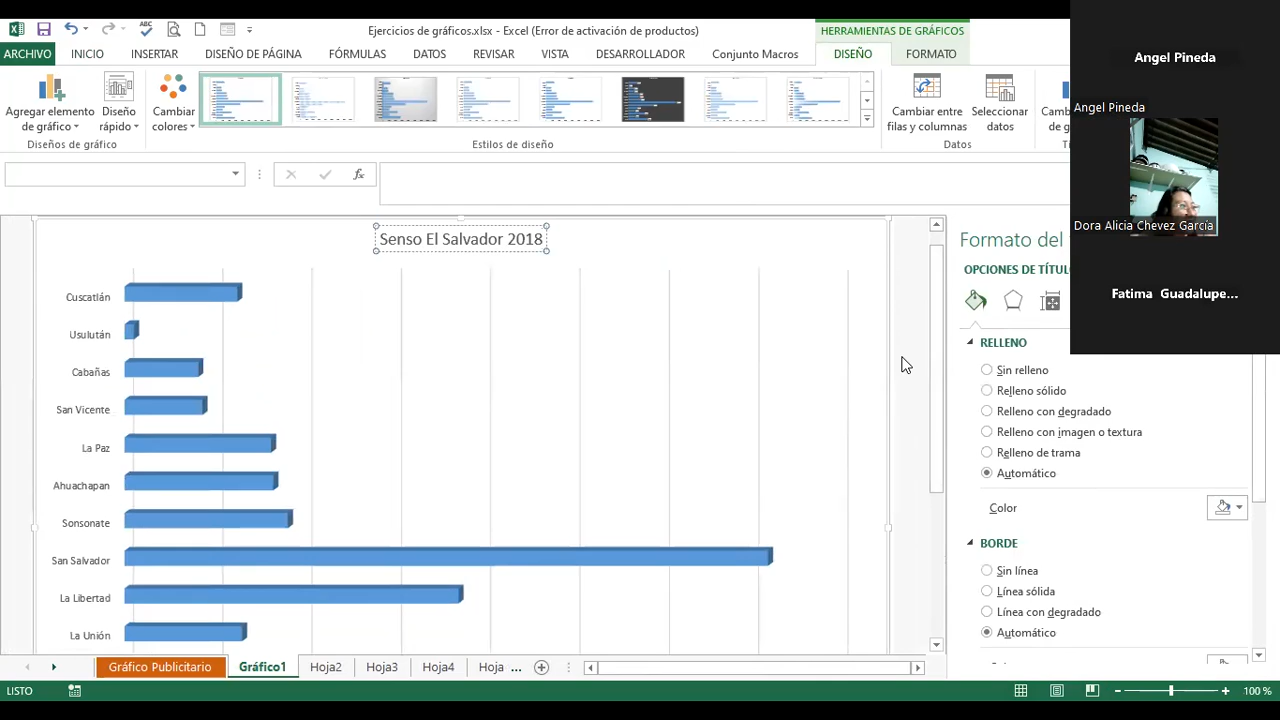 Ejercicios de gráficos.xlsx - Excel (Error de activación de productos)
HERRAMIENTAS DE GRÁFICOS
ARCHIVO INICIO INSERTAR DISEÑO DE PÁGINA FÓRMULAS DATOS REVISAR VISTA DESARROLLADOR Conjunto Macros DISEÑO FORMATO
Agregar elemento
de gráfico
Diseño
rápido
Cambiar
colores
Cambiar entre
filas y columnas
Seleccionar
datos
Diseños de gráfico
Estilos de diseño
Datos
Angel Pineda
Angel Pineda
Dora Alicia Chevez Garcia
Fatima Guadalupe...
fx
Senso El Salvador 2018
Cuscatlán
Usulután
Cabañas
San Vicente
La Paz
Ahuachapan
Sonsonate
San Salvador
La Libertad
La Unión
Formato del
OPCIONES DE TÍTUL
RELLENO
Sin relleno
Relleno sólido
Relleno con degradado
Relleno con imagen o textura
Relleno de trama
Automático
Color
BORDE
Sin línea
Línea sólida
Línea con degradado
Automático
Gráfico Publicitario Gráfico1 Hoja2 Hoja3 Hoja4 Hoja ...
LISTO
100 %